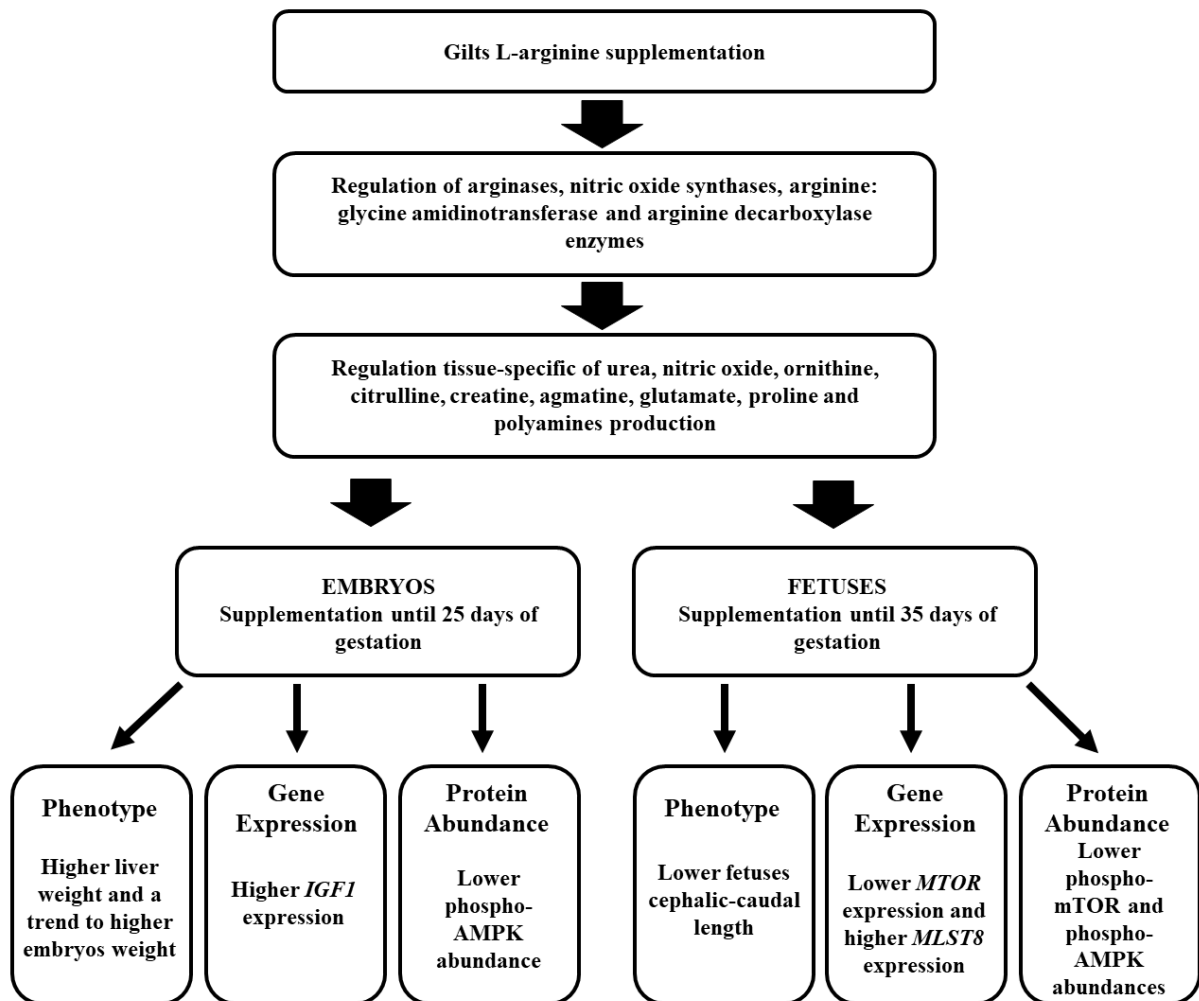 Gilts L-arginine supplementation
Regulation of arginases, nitric oxide synthases, arginine:
glycine amidinotransferase and arginine decarboxylase
enzymes
Regulation tissue-specific of urea, nitric oxide, ornithine,
citrulline, creatine, agmatine, glutamate, proline and
polyamines production
EMBRYOS
Supplementation until 25 days of
gestation
FETUSES
Supplementation until 35 days of
gestation
Phenotype
Higher liver
weight and a
trend to higher
embryos weight
Gene
Expression
Higher IGF1
expression
Protein
Abundance
Lower
phospho-
AMPK
abundance
Phenotype
Lower fetuses
cephalic-caudal
length
Gene
Expression
Lower MTOR
expression and
higher MLST8
expression
Protein
Abundance
Lower
phospho-
mTOR and
phospho-
AMPK
abundances